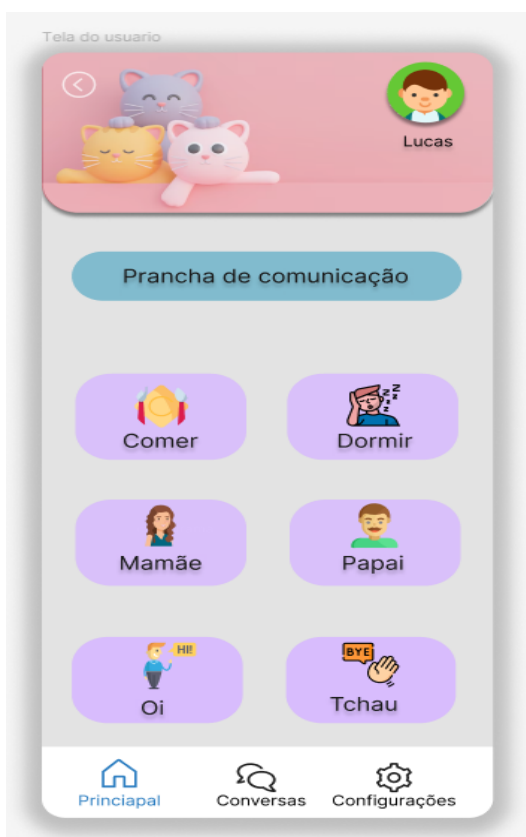 Tela do usuario
Lucas
Prancha de comunicação
Comer
Dormir
Mamãe
Papai
HI!
Oi
BYE
Tchau
Princiapal
Conversas
Configurações